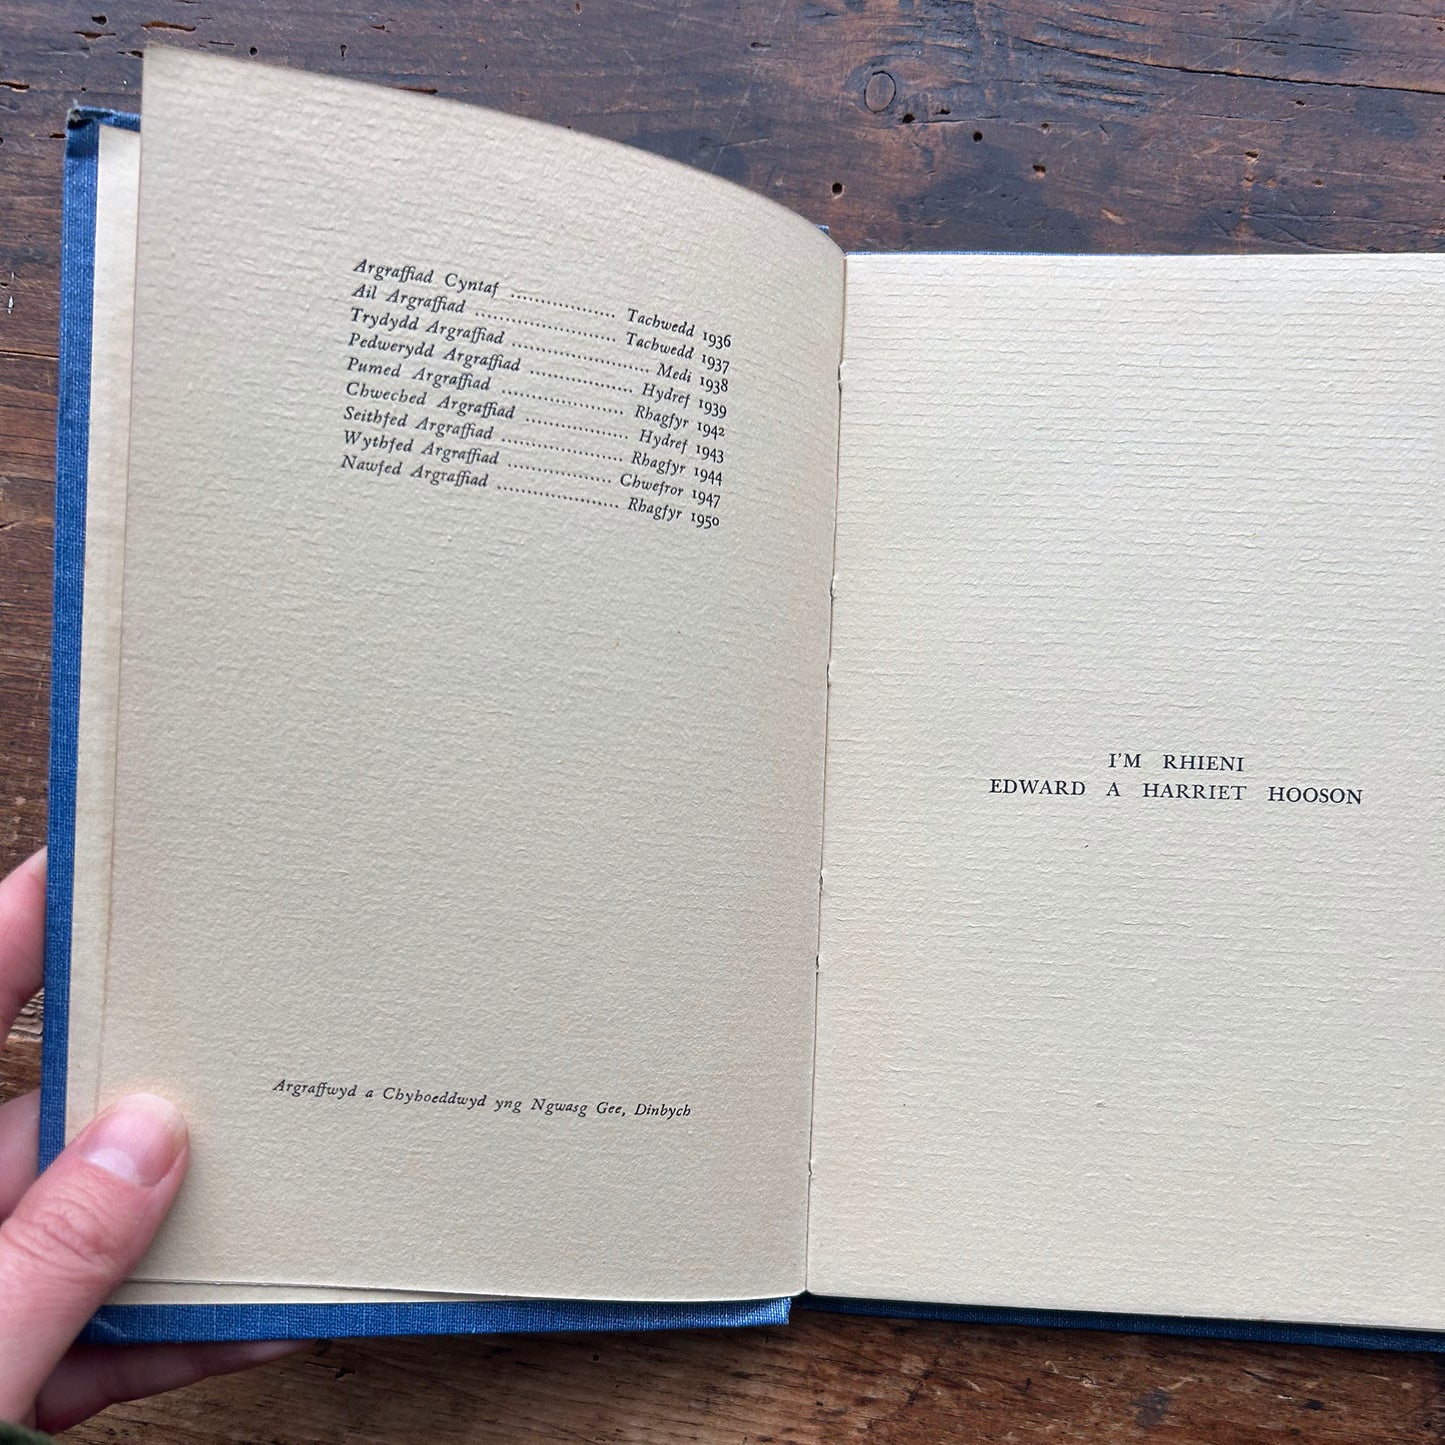 Argraffiad Cyntaf .................. Tachwedd 1936
Ail Argraffiad ........................ Tachwedd 1937
Trydydd Argraffiad ....................... Medi 1938
Pedwerydd Argraffiad ................. Hydref 1939
Pumed Argraffiad ..................... Rhagfyr 1942
Chweched Argraffiad .................. Hydref 1943
Seithfed Argraffiad ..................... Rhagfyr 1944
Wythfed Argraffiad .................. Chwefror 1947
Nawfed Argraffiad ..................... Rhagfyr 1950
Argraffwyd a Chyhoeddwyd yng Ngwasg Gee, Dinbych
I'M RHIENI
EDWARD A HARRIET HOOSON